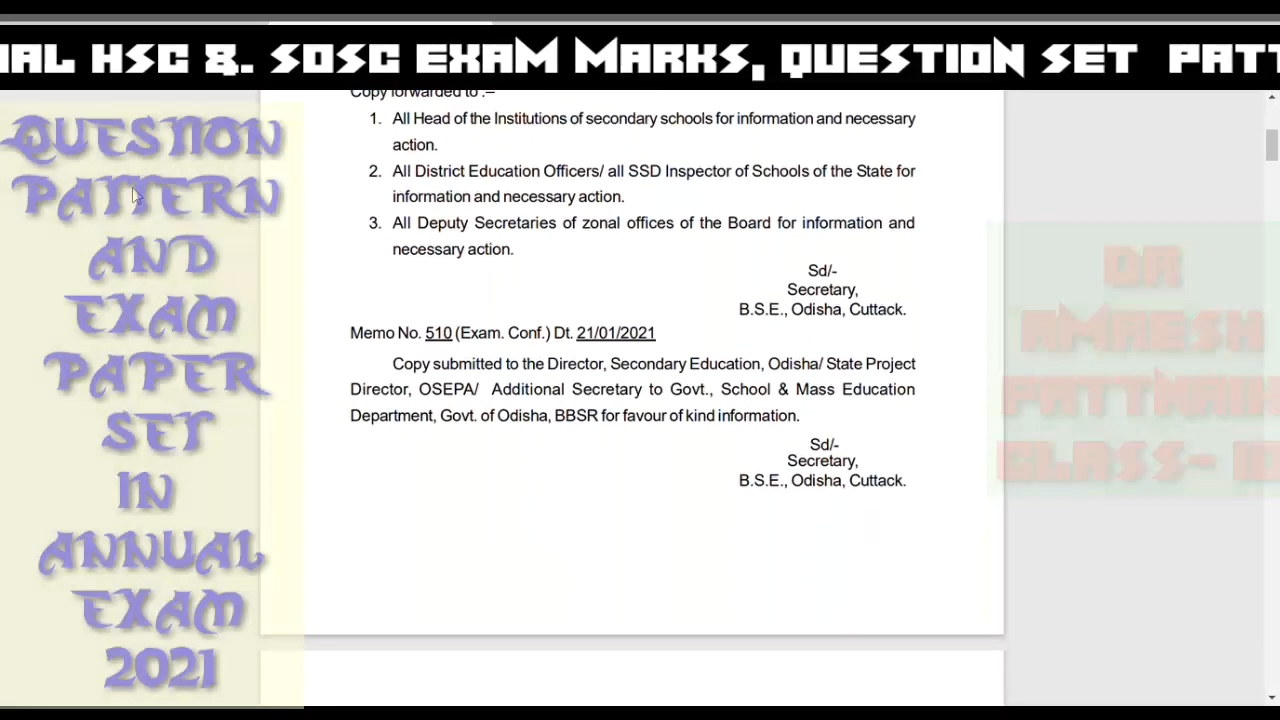 AL HSC &. SOSC EXAM MARKS, QUESTION SET PATT
Copy forwarded to :–
1. All Head of the Institutions of secondary schools for information and necessary
action.
2. All District Education Officers/ all SSD Inspector of Schools of the State for
information and necessary action.
3. All Deputy Secretaries of zonal offices of the Board for information and
necessary action.
Sd/-
Secretary,
B.S.E., Odisha, Cuttack.
Memo No. 510 (Exam. Conf.) Dt. 21/01/2021
Copy submitted to the Director, Secondary Education, Odisha/ State Project
Director, OSEPA/ Additional Secretary to Govt., School & Mass Education
Department, Govt. of Odisha, BBSR for favour of kind information.
Sd/-
Secretary,
B.S.E., Odisha, Cuttack.
QUESTION
PATTERN
AND
EXAM
PAPER
SET
IN
ANNUAL
EXAM
2021
DR
AMRESH
PATTNAIK
CLASS- 10